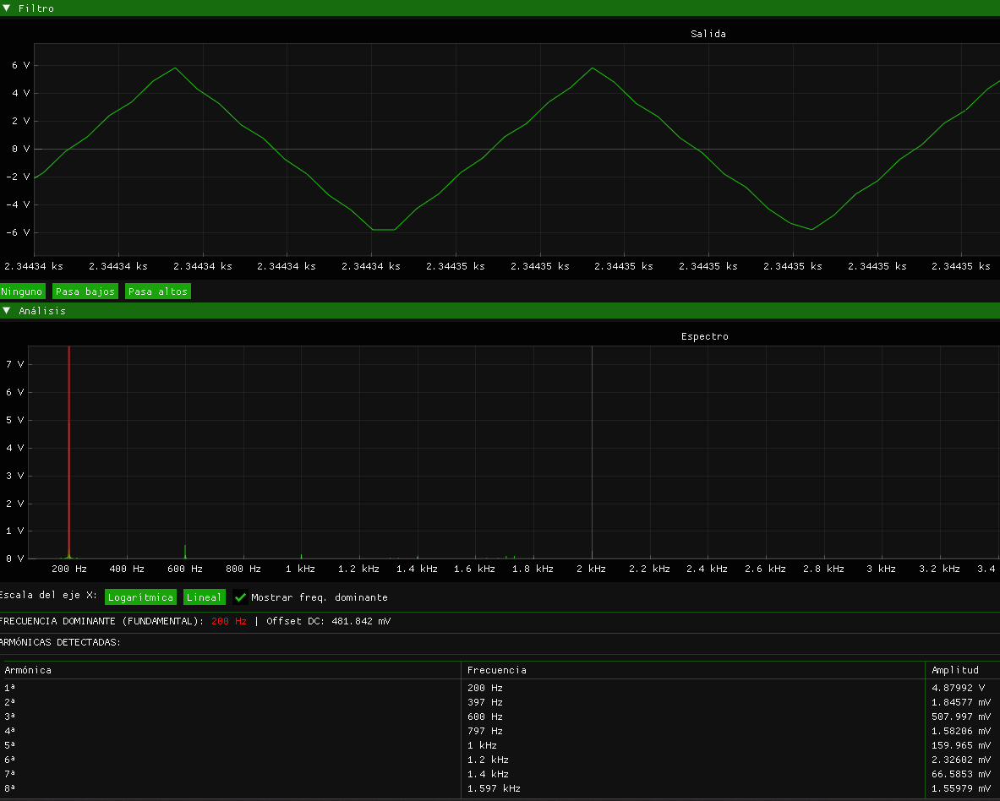 ▼ Filtro
Salida
6 V
4 V
2 V
0 V
−2 V
−4 V
−6 V
2.34434 ks 2.34434 ks 2.34434 ks 2.34434 ks 2.34434 ks 2.34435 ks 2.34435 ks 2.34435 ks 2.34435 ks 2.34435 ks 2.34435 ks 2.34435 ks
Ninguno Pasa bajos Pasa altos
▼ Análisis
Espectro
7 V
6 V
5 V
4 V
3 V
2 V
1 V
0 V
200 Hz 400 Hz 600 Hz 800 Hz 1 kHz 1.2 kHz 1.4 kHz 1.6 kHz 1.8 kHz 2 kHz 2.2 kHz 2.4 kHz 2.6 kHz 2.8 kHz 3 kHz 3.2 kHz 3.4
Escala del eje X: Logarítmica Lineal Mostrar freq. dominante
FRECUENCIA DOMINANTE (FUNDAMENTAL): 200 Hz | Offset DC: 481.842 mV
ARMÓNICAS DETECTADAS:
Armónica Frecuencia Amplitud
1ª 200 Hz 4.87992 V
2ª 397 Hz 1.84577 mV
3ª 600 Hz 507.997 mV
4ª 797 Hz 1.58206 mV
5ª 1 kHz 159.965 mV
6ª 1.2 kHz 2.32602 mV
7ª 1.4 kHz 66.5853 mV
8ª 1.597 kHz 1.55979 mV